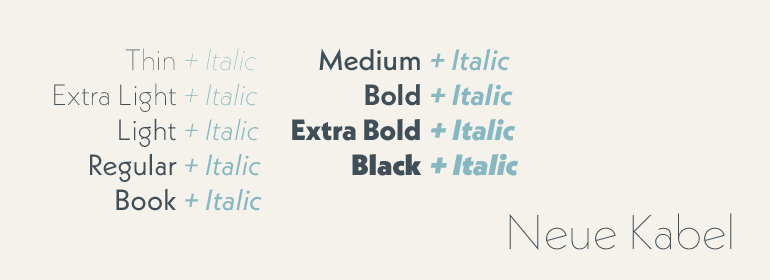 Thin + Italic
Extra Light + Italic
Light + Italic
Regular + Italic
Book + Italic
Medium + Italic
Bold + Italic
Extra Bold + Italic
Black + Italic
Neue Kabel